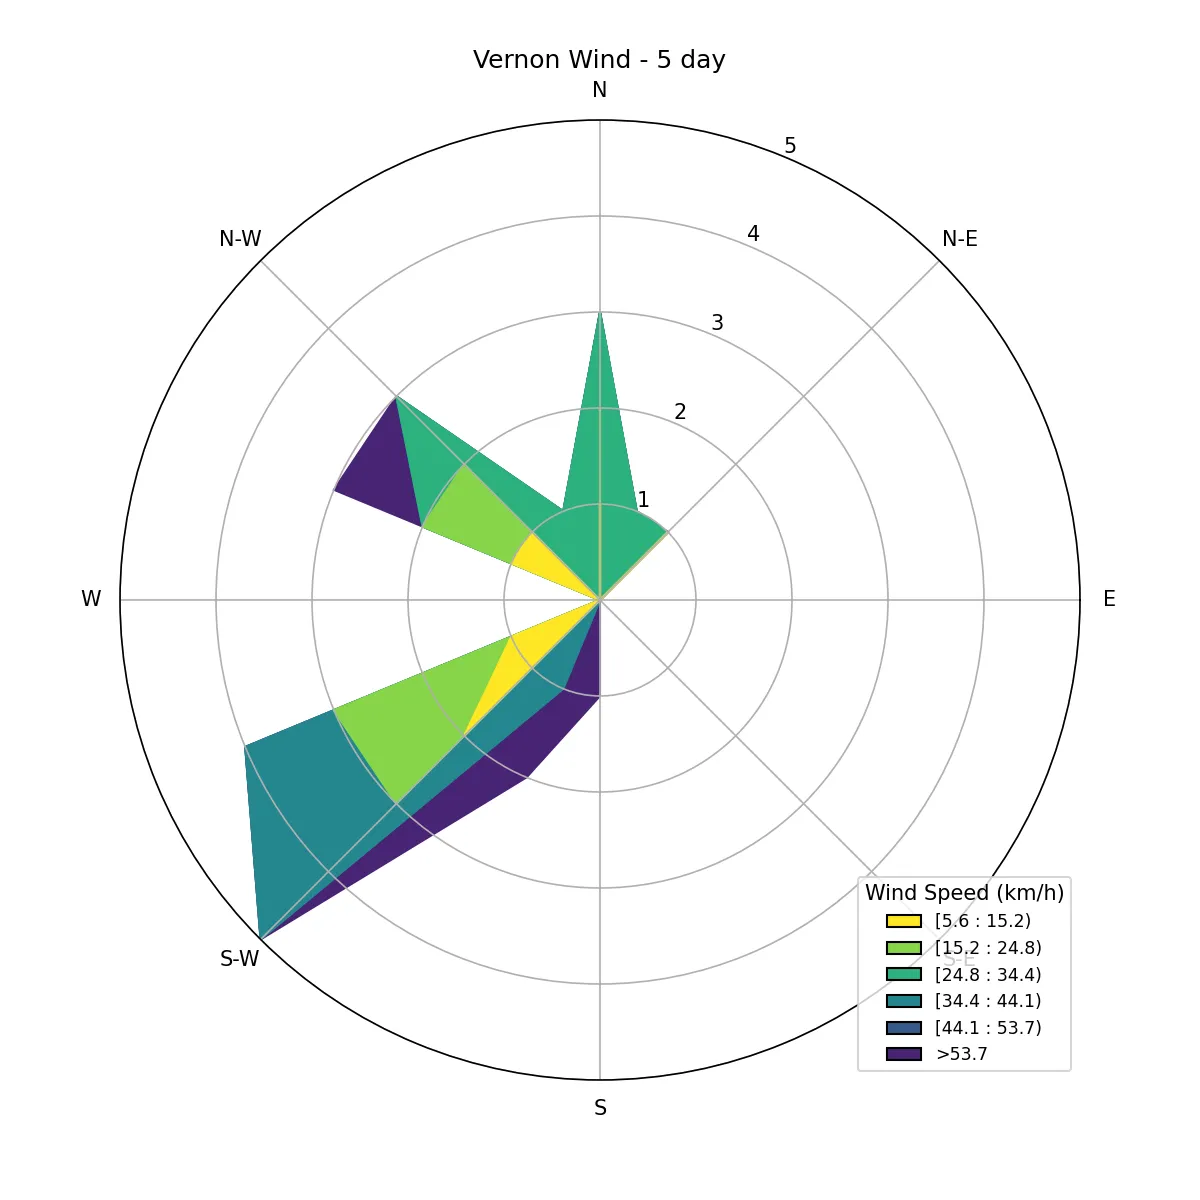 Vernon Wind - 5 day
N
5
N-W
N-E
4
3
2
1
W
E
S-W
S-E
Wind Speed (km/h)
[5.6 : 15.2)
[15.2 : 24.8)
[24.8 : 34.4)
[34.4 : 44.1)
[44.1 : 53.7)
>53.7
S